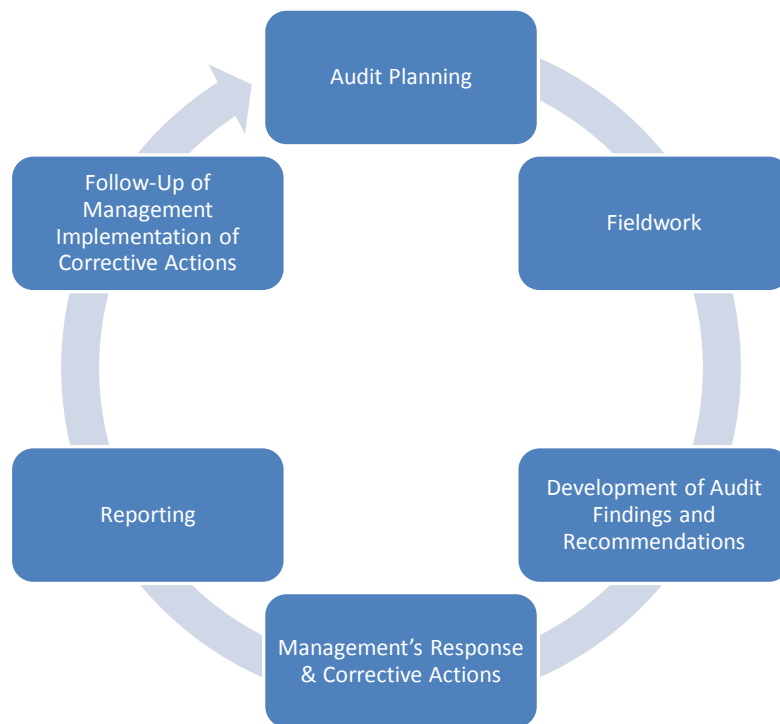 Audit Planning
Fieldwork
Development of Audit
Findings and
Recommendations
Management’s Response
& Corrective Actions
Reporting
Follow-Up of
Management
Implementation of
Corrective Actions